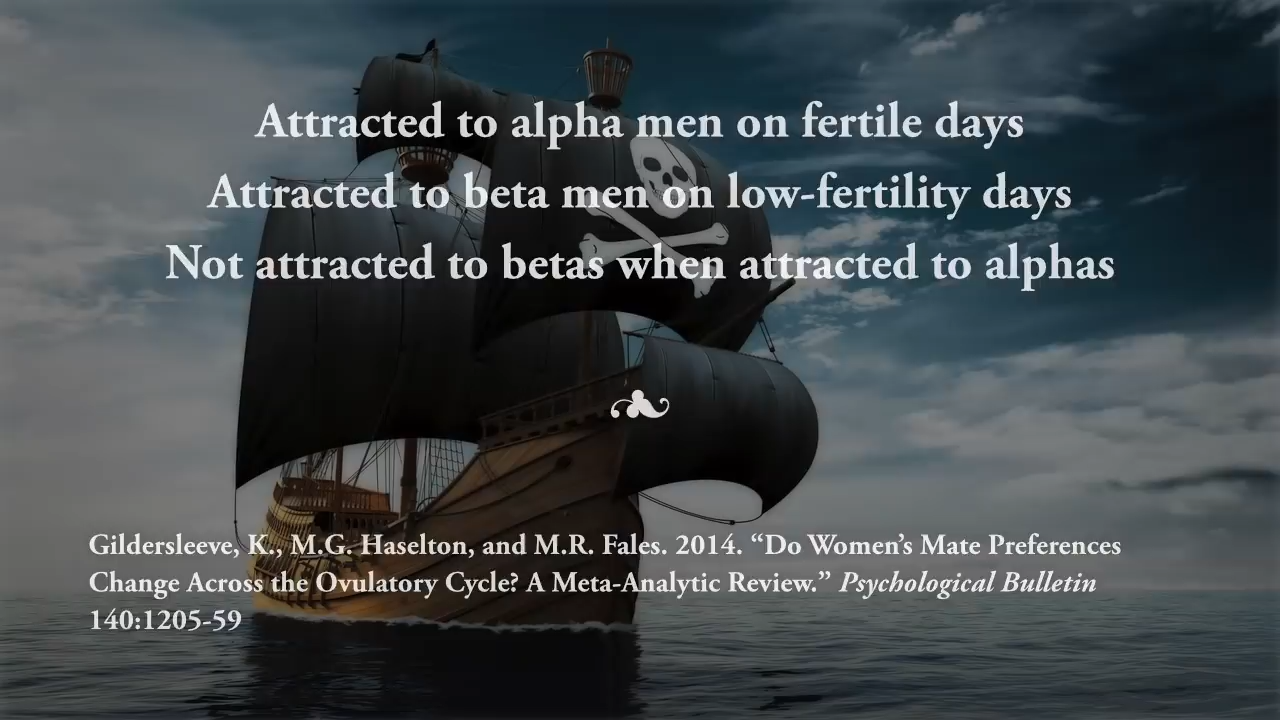 Attracted to alpha men on fertile days
Attracted to beta men on low-fertility days
Not attracted to betas when attracted to alphas
Gildersleeve, K., M.G. Haselton, and M.R. Fales. 2014. “Do Women’s Mate Preferences
Change Across the Ovulatory Cycle? A Meta-Analytic Review.” Psychological Bulletin
140:1205-59